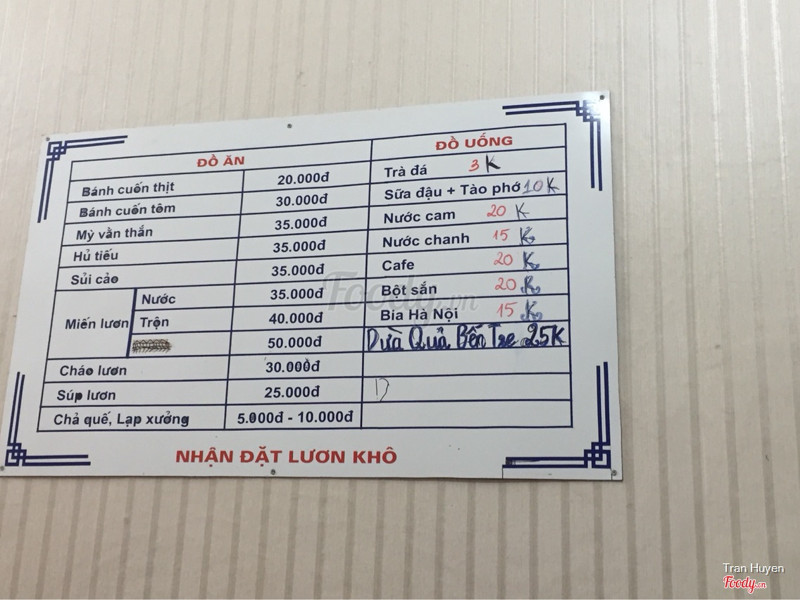 ĐỒ ĂN
ĐỒ UỐNG
Bánh cuốn thịt 20.000đ
Trà đá 3K
Bánh cuốn tôm 30.000đ
Sữa đậu + Tào phớ 10K
Mỳ vằn thắn 35.000đ
Nước cam 20K
Hủ tiếu 35.000đ
Nước chanh 15K
Sủi cảo 35.000đ
Cafe 20K
Miến lươn
Nước 35.000đ
Bột sắn 20K
Trộn 40.000đ
Bia Hà Nội 15K
50.000đ
Dừa Quả Bến Tre 25K
Cháo lươn 30.000đ
Súp lươn 25.000đ
Chả quế, Lạp xưởng 5.000đ - 10.000đ
NHẬN ĐẶT LƯƠN KHÔ
Foody.vn
Tran Huyen
Foody.vn